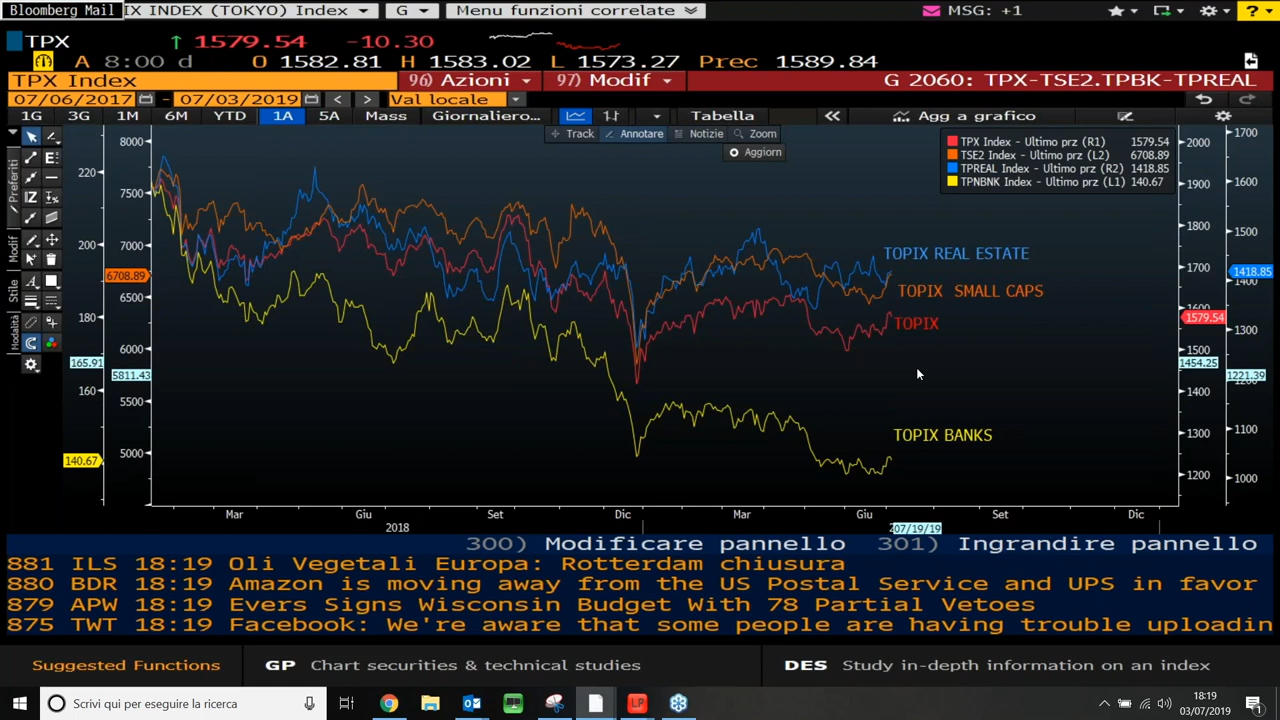 Bloomberg Mail IX INDEX (TOKYO) Index G Menu funzioni correlate MSG: +1 ?
TPX 1579.54 -10.30
A 8:00 d O 1582.81 H 1583.02 L 1573.27 Prec 1589.84
TPX Index 96) Azioni 97) Modif G 2060: TPX-TSE2.TPBK-TPREAL
07/06/2017 - 07/03/2019 < > Val locale
1G 3G 1M 6M YTD 1A 5A Mass Giornaliero... Tabella Agg a grafico
Track Annotare Notizie Zoom
Aggiorn
Preferiti
Modif
Stile
Modalità
TPX Index - Ultimo prz (R1) 1579.54
TSE2 Index - Ultimo prz (L2) 6708.89
TPREAL Index - Ultimo prz (R2) 1418.85
TPNBNK Index - Ultimo prz (L1) 140.67
220
200
180
165.91
160
140.67
8000
7500
7000
6708.89
6500
6000
5811.43
5500
5000
TOPIX REAL ESTATE
TOPIX SMALL CAPS
TOPIX
TOPIX BANKS
2000
1900
1800
1700
1600
1579.54
1500
1454.25
1400
1300
1200
1700
1600
1500
1418.85
1400
1300
1221.39
1100
1000
Mar Giu Set Dic Mar Giu Set Dic
2018 07/19/19
300) Modificare pannello 301) Ingrandire pannello
881 ILS 18:19 Oli Vegetali Europa: Rotterdam chiusura
880 BDR 18:19 Amazon is moving away from the US Postal Service and UPS in favor
879 APW 18:19 Evers Signs Wisconsin Budget With 78 Partial Vetoes
875 TWT 18:19 Facebook: We're aware that some people are having trouble uploadin
Suggested Functions GP Chart securities & technical studies DES Study in-depth information on an index
Scrivi qui per eseguire la ricerca LP
18:19
03/07/2019
1